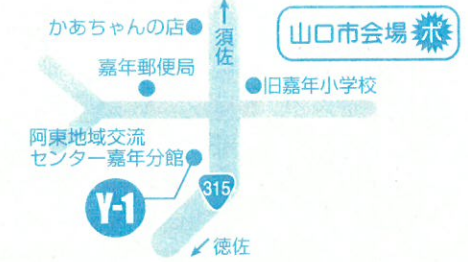 かあちゃんの店
↑
須佐
山口市会場 ポ
嘉年郵便局
旧嘉年小学校
阿東地域交流
センター嘉年分館
Y-1
315
↙徳佐